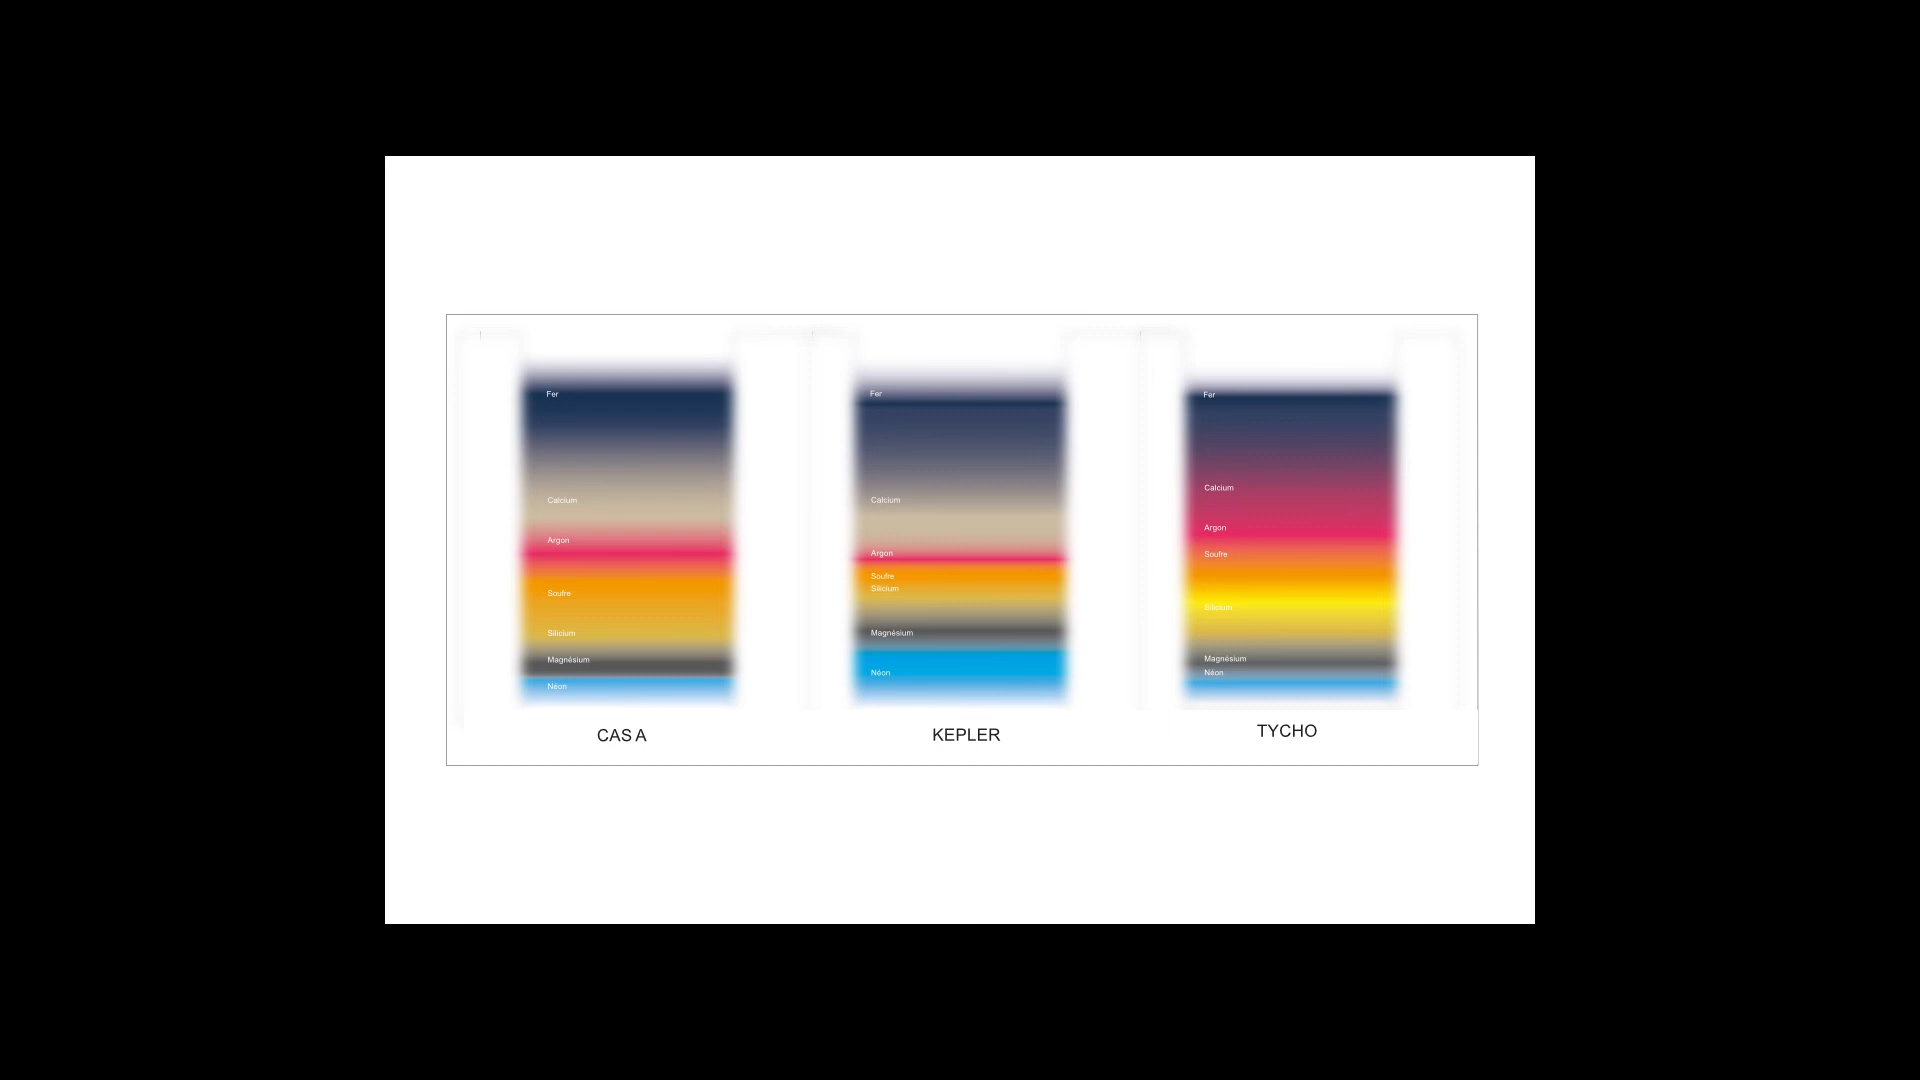 Fer
Calcium
Argon
Soufre
Silicium
Magnésium
Néon
CAS A
Fer
Calcium
Argon
Soufre
Silicium
Magnésium
Néon
KEPLER
Fer
Calcium
Argon
Soufre
Silicium
Magnésium
Néon
TYCHO